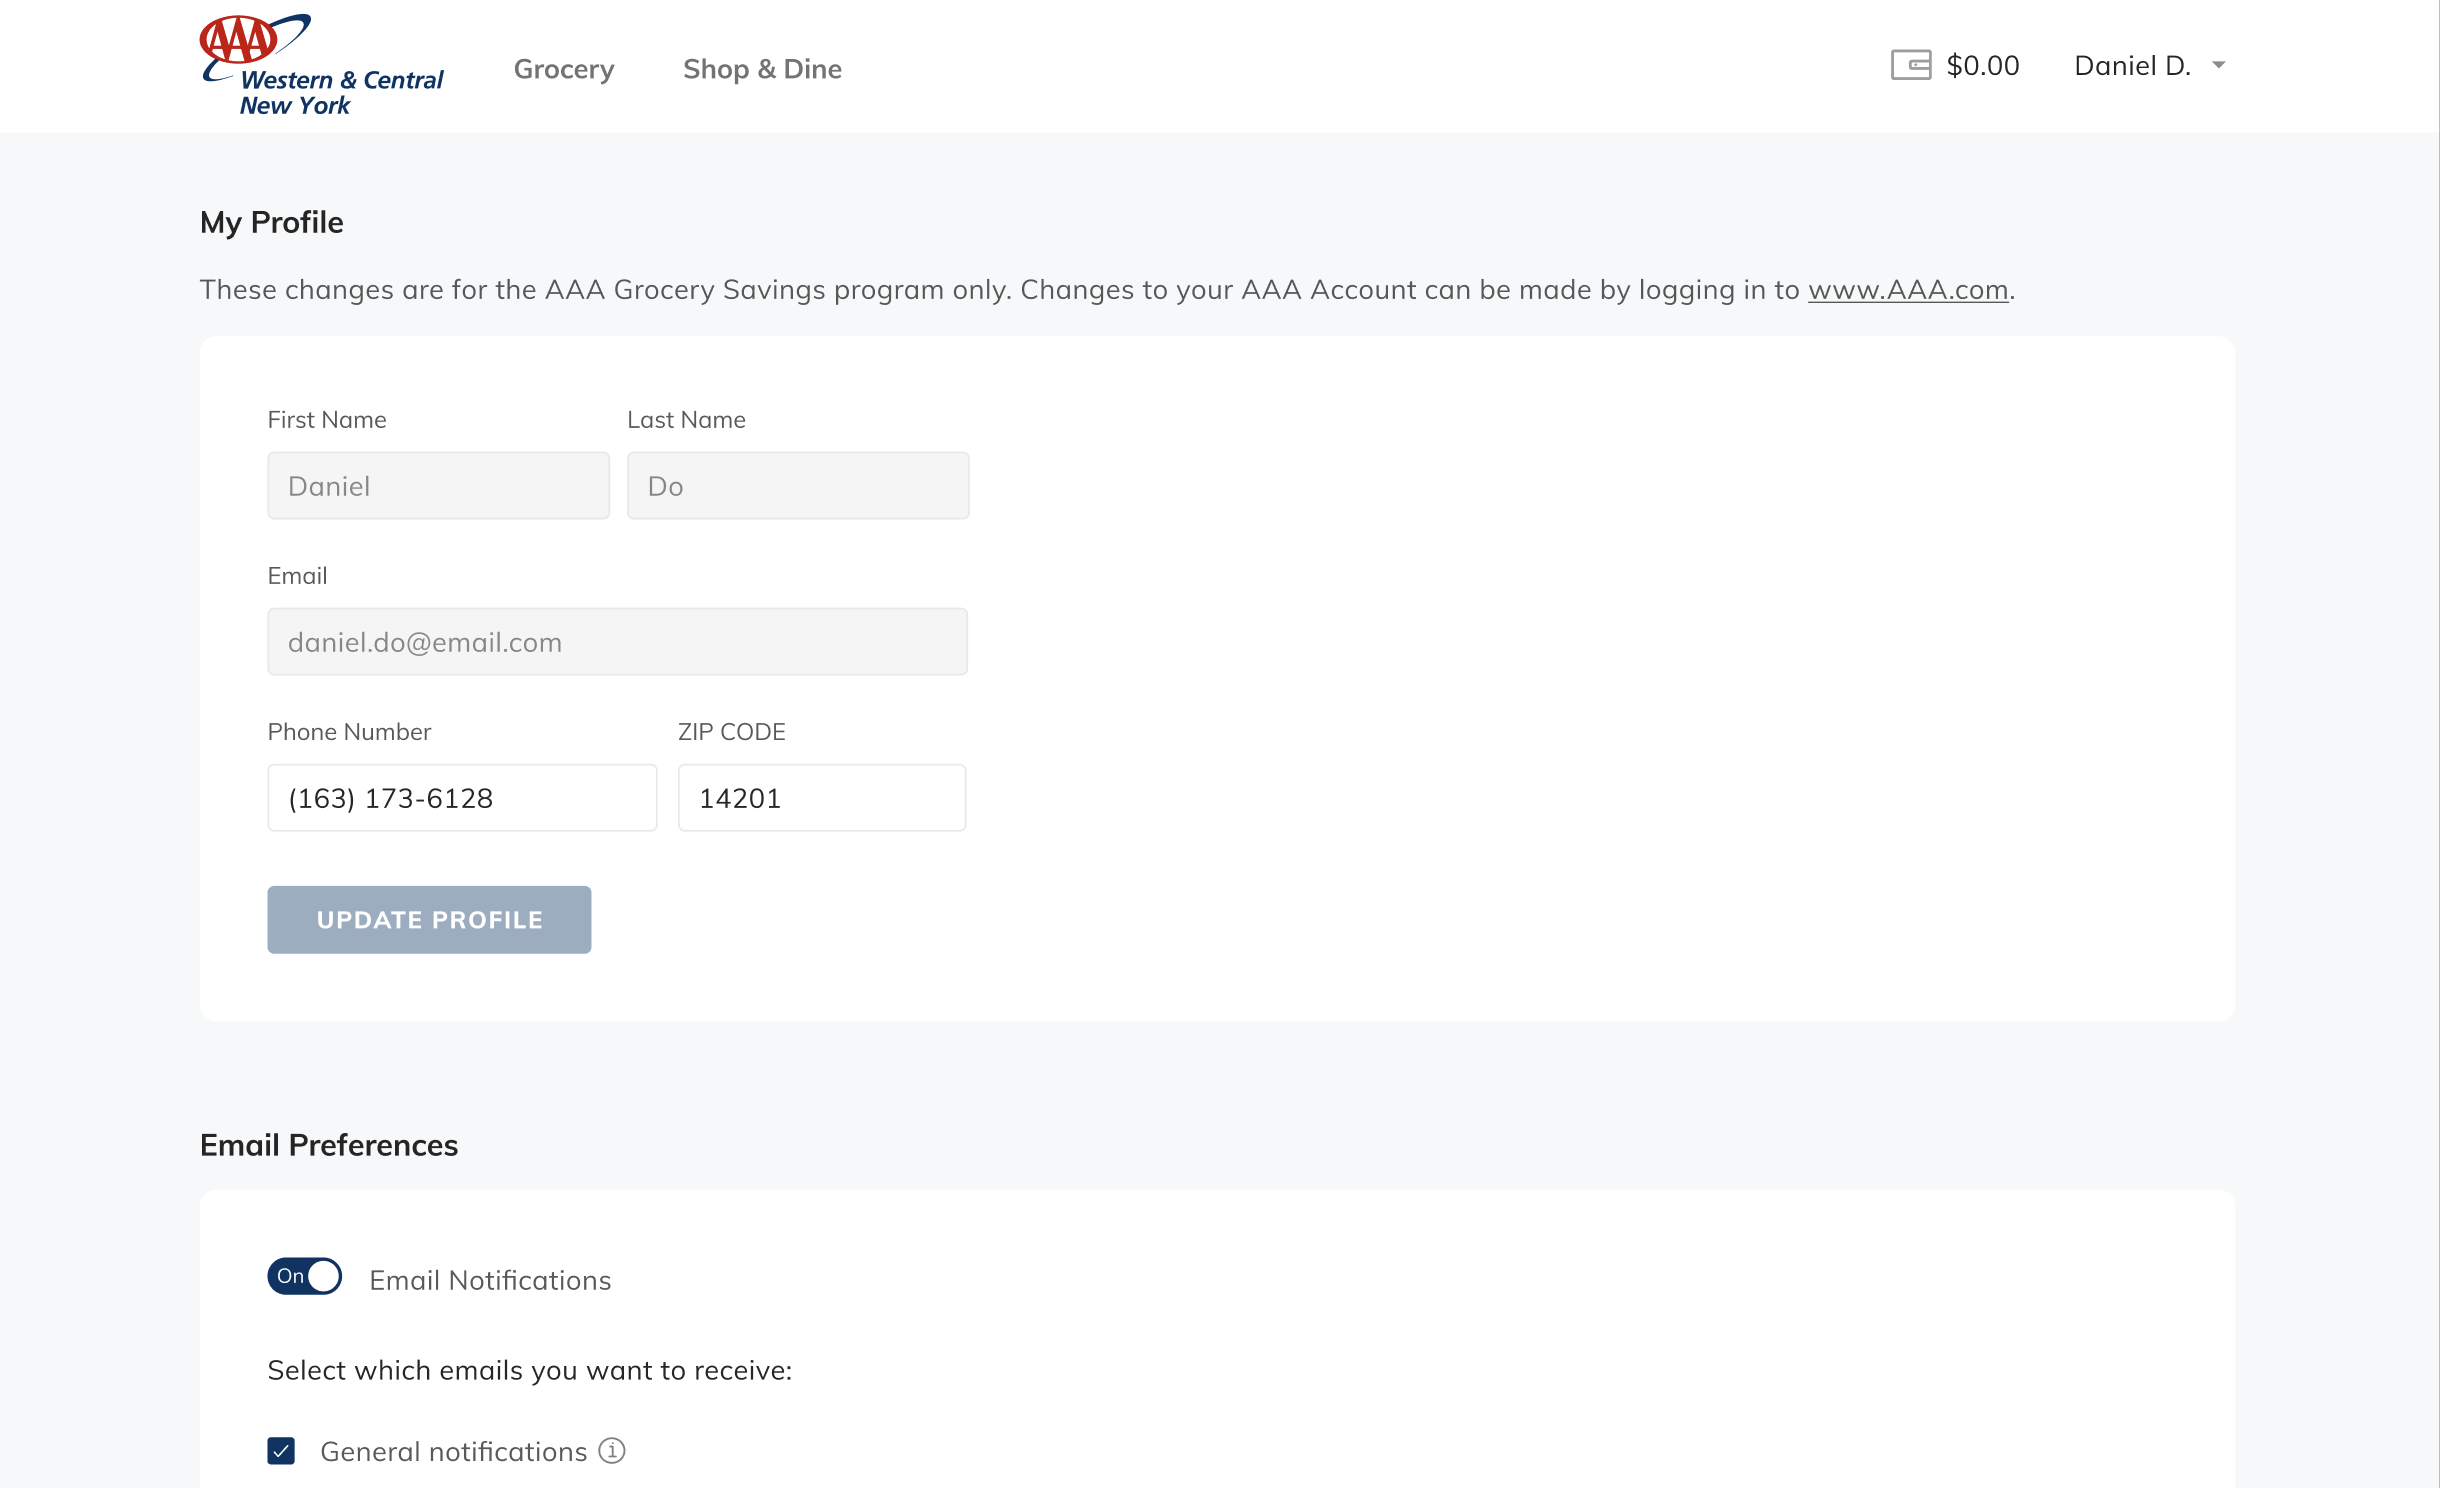 AAA
Western & Central
New York
Grocery
Shop & Dine
$0.00
Daniel D.
My Profile
These changes are for the AAA Grocery Savings program only. Changes to your AAA Account can be made by logging in to www.AAA.com.
First Name
Last Name
Daniel
Do
Email
daniel.do@email.com
Phone Number
ZIP CODE
(163) 173-6128
14201
UPDATE PROFILE
Email Preferences
On
Email Notifications
Select which emails you want to receive:
General notifications